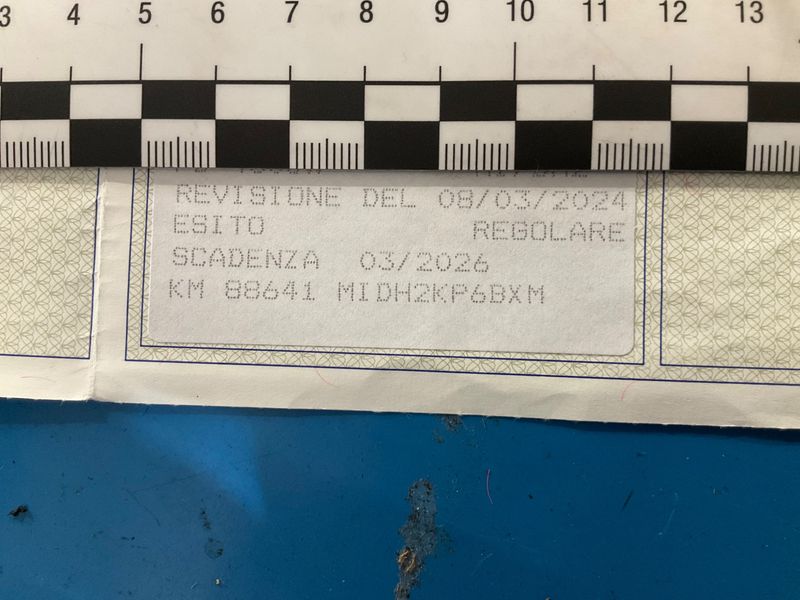 3 4 5 6 7 8 9 10 11 12 13
REVISIONE DEL 08/03/2024
ESITO REGOLARE
SCADENZA 03/2026
KM 88641 MIDH2KP6BXM